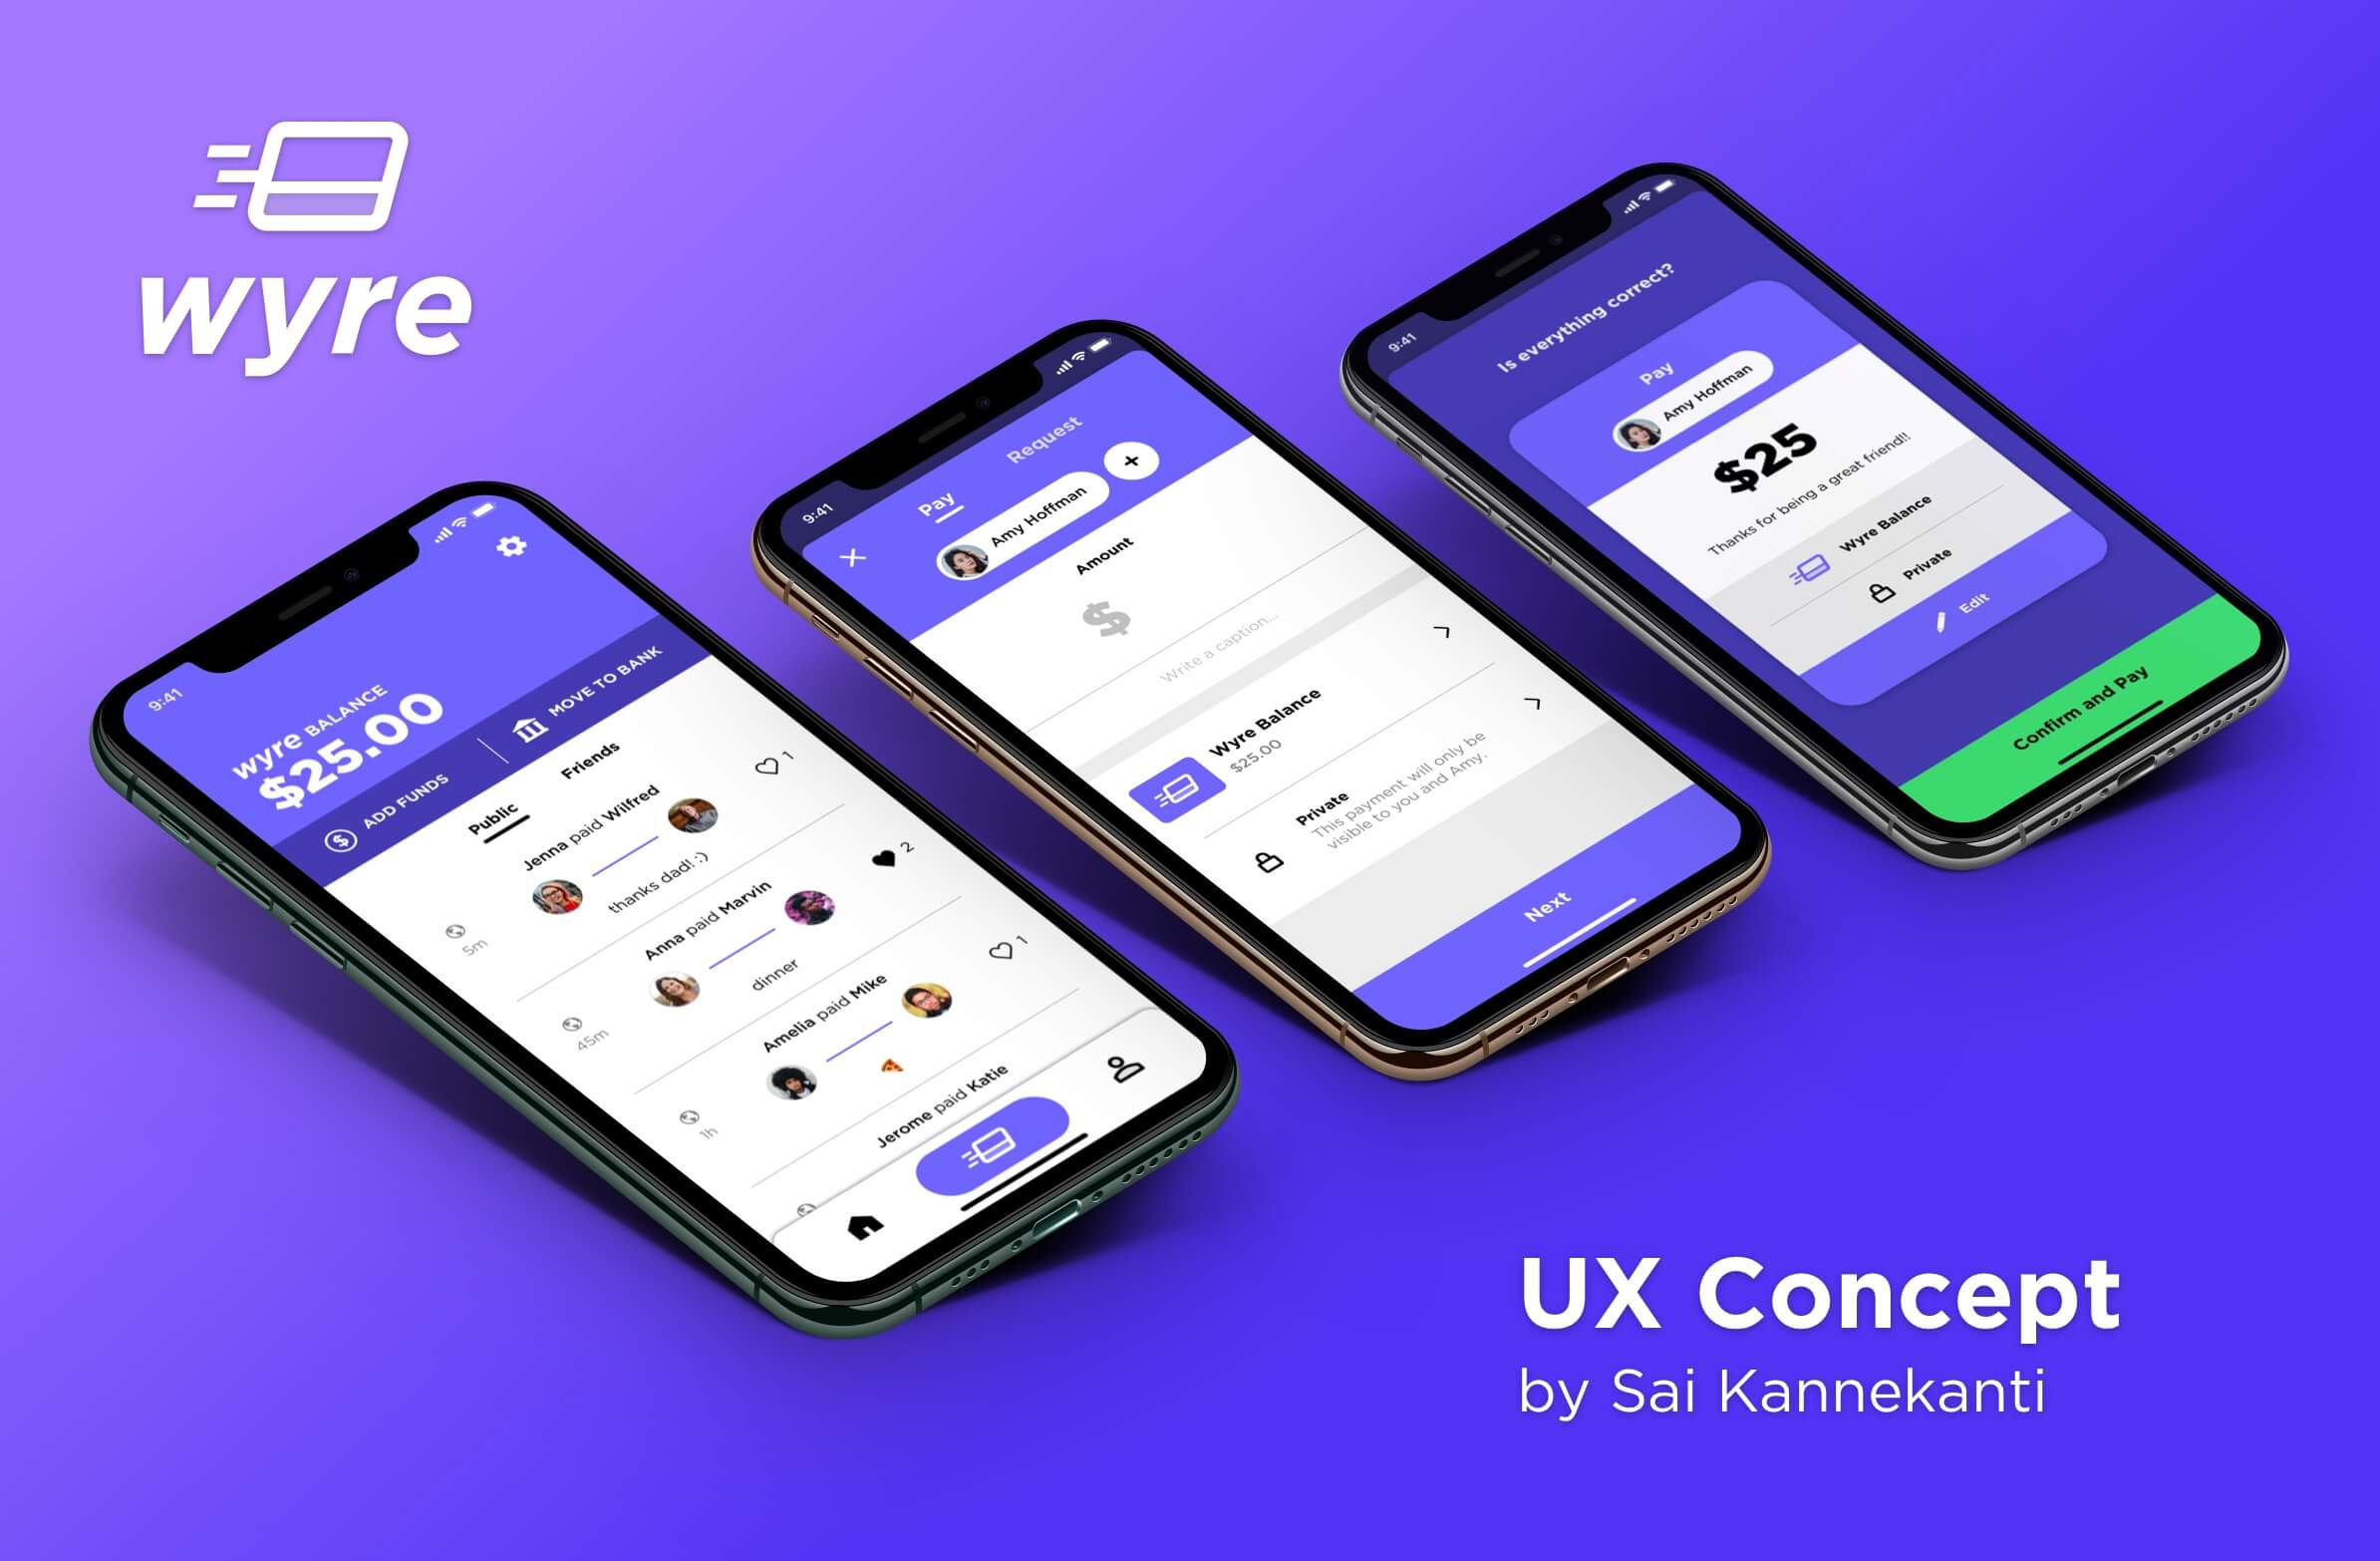 wyre
9:41
wyre BALANCE
$25.00
ADD FUNDS
MOVE TO BANK
Public
Friends
Jenna paid Wilfred
1
thanks dad! :)
5m
Anna paid Marvin
2
dinner
45m
Amelia paid Mike
1
1h
Jerome paid Katie
9:41
Pay
Request
Amy Hoffman
+
Amount
$
Write a caption...
Wyre Balance
$25.00
Private
This payment will only be
visible to you and Amy.
Next
9:41
Is everything correct?
Pay
Amy Hoffman
$25
Thanks for being a great friend!!
Wyre Balance
Private
Edit
Confirm and Pay
UX Concept
by Sai Kannekanti